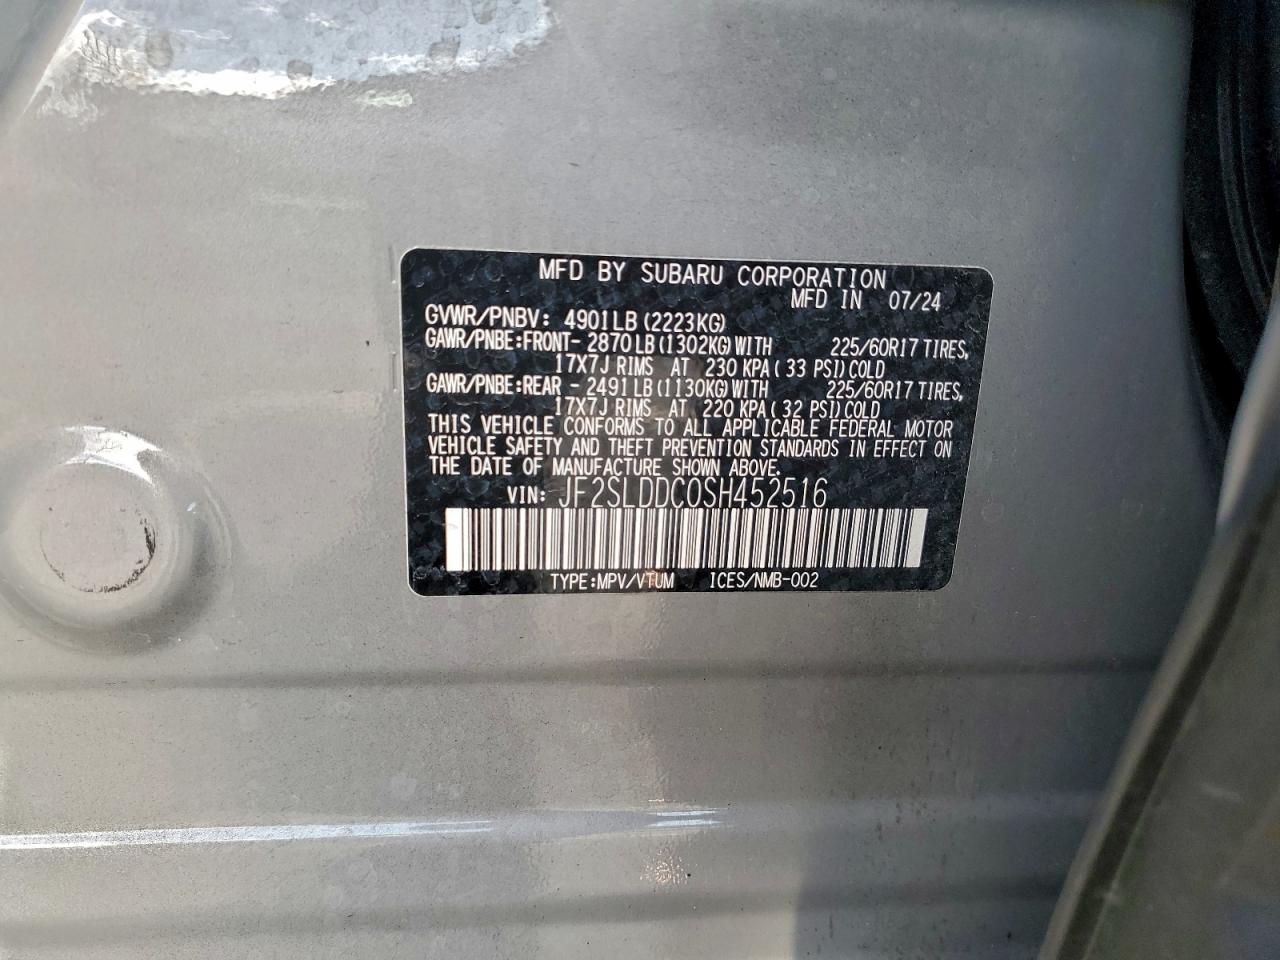 MFD BY SUBARU CORPORATION
MFD IN 07/24
GVWR/PNBV: 4901LB(2223KG)
GAWR/PNBE:FRONT- 2870LB(1302KG)WITH 225/60R17 TIRES,
17X7J RIMS AT 230 KPA( 33 PSI)COLD
GAWR/PNBE:REAR - 2491LB(1130KG)WITH 225/60R17 TIRES,
17X7J RIMS AT 220 KPA( 32 PSI)COLD
THIS VEHICLE CONFORMS TO ALL APPLICABLE FEDERAL MOTOR
VEHICLE SAFETY AND THEFT PREVENTION STANDARDS IN EFFECT ON
THE DATE OF MANUFACTURE SHOWN ABOVE.
VIN: JF2SLDDC0SH452516
TYPE:MPV/VTUM ICES/NMB-002